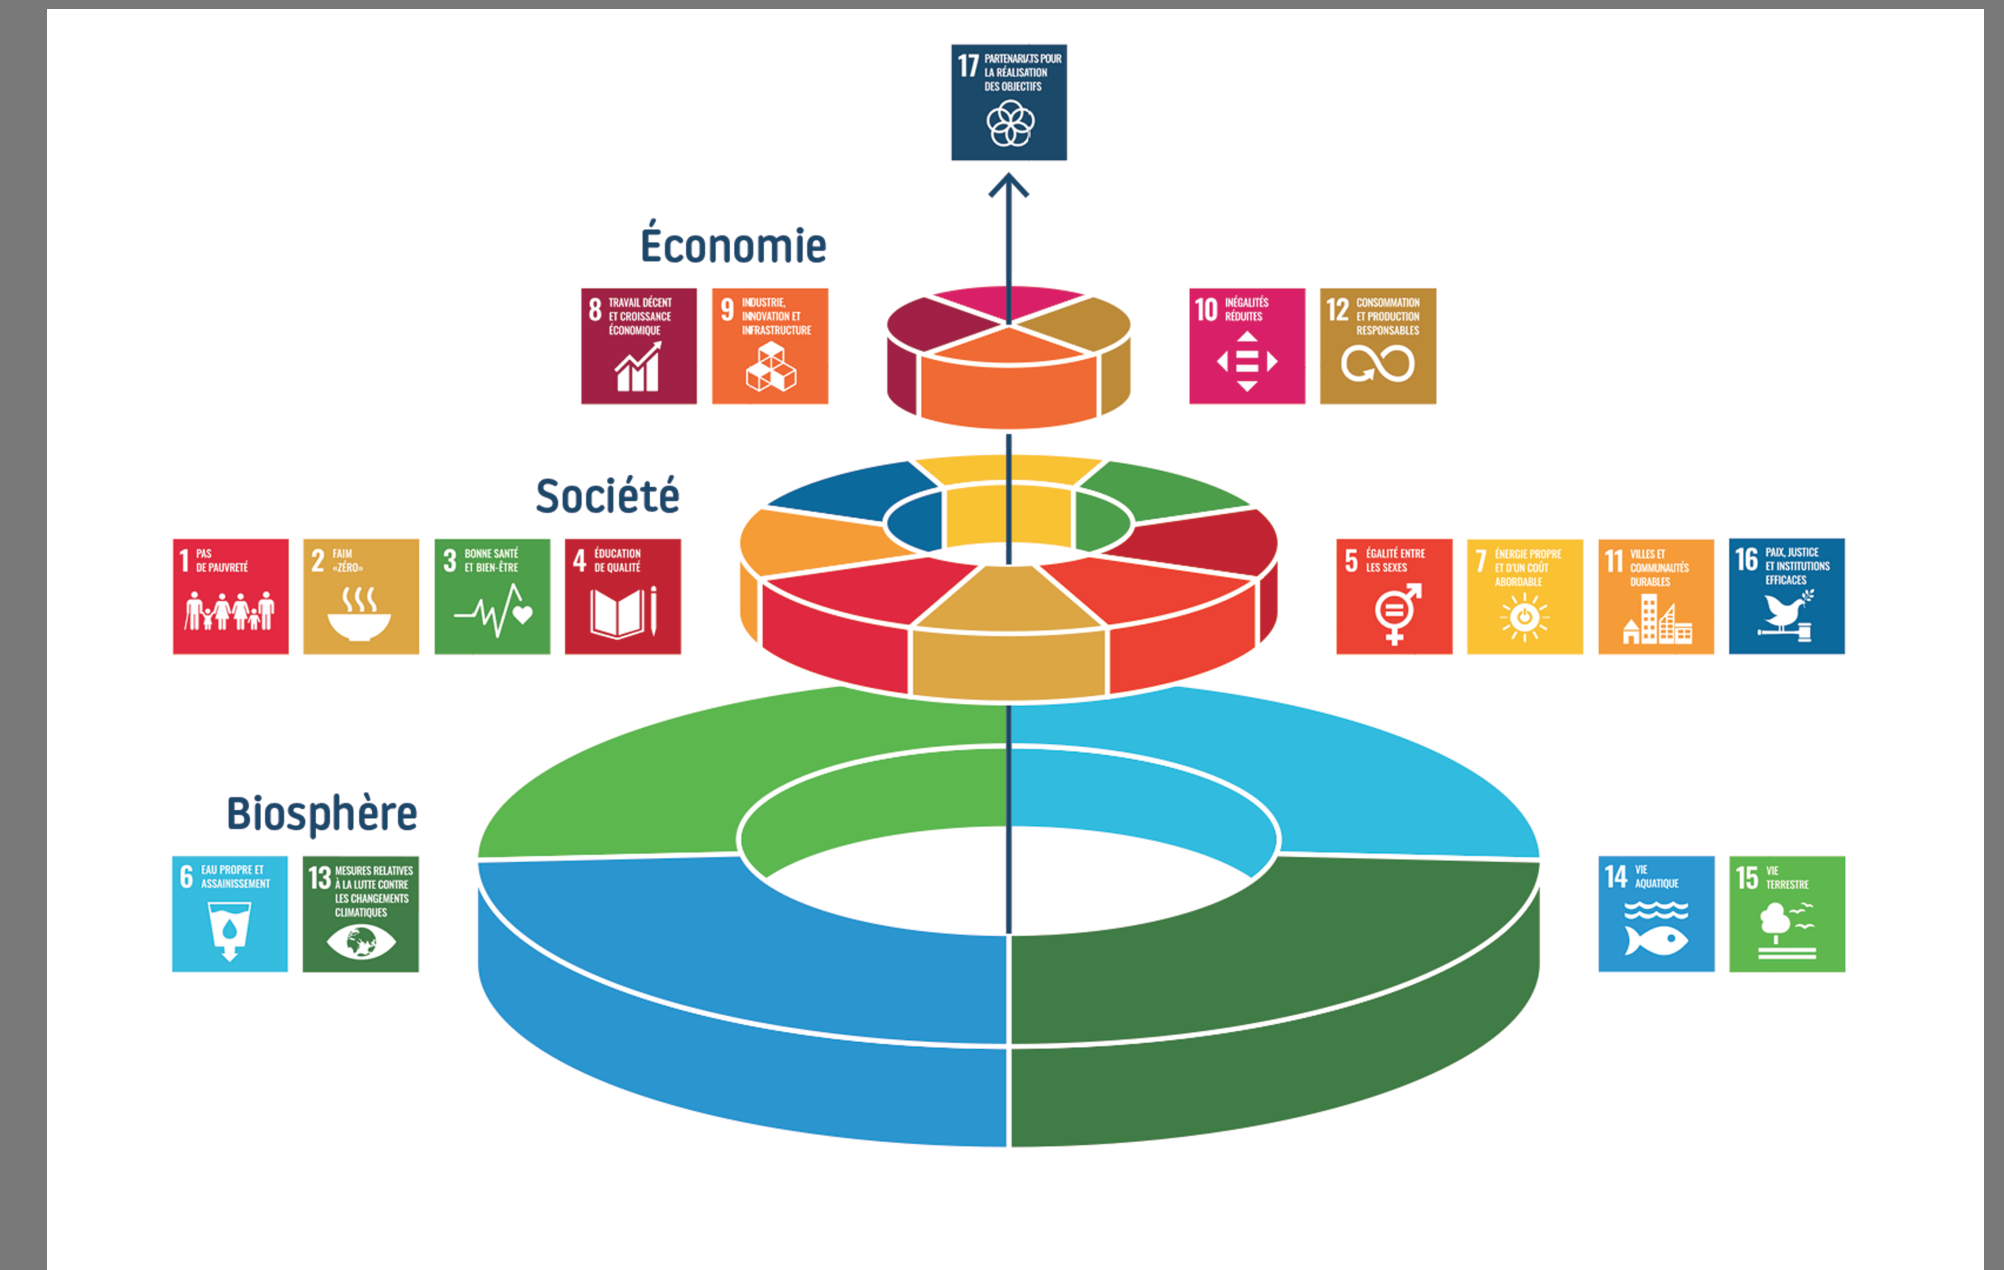 17 PARTENARIATS POUR
LA RÉALISATION
DES OBJECTIFS
Économie
8 TRAVAIL DÉCENT
ET CROISSANCE
ÉCONOMIQUE
9 INDUSTRIE,
INNOVATION ET
INFRASTRUCTURE
10 INÉGALITÉS
RÉDUITES
12 CONSOMMATION
ET PRODUCTION
RESPONSABLES
Société
1 PAS
DE PAUVRETÉ
2 FAIM
«ZÉRO»
3 BONNE SANTÉ
ET BIEN-ÊTRE
4 ÉDUCATION
DE QUALITÉ
5 ÉGALITÉ ENTRE
LES SEXES
7 ÉNERGIE PROPRE
ET D'UN COÛT
ABORDABLE
11 VILLES ET
COMMUNAUTÉS
DURABLES
16 PAIX, JUSTICE
ET INSTITUTIONS
EFFICACES
Biosphère
6 EAU PROPRE ET
ASSAINISSEMENT
13 MESURES RELATIVES
À LA LUTTE CONTRE
LES CHANGEMENTS
CLIMATIQUES
14 VIE
AQUATIQUE
15 VIE
TERRESTRE